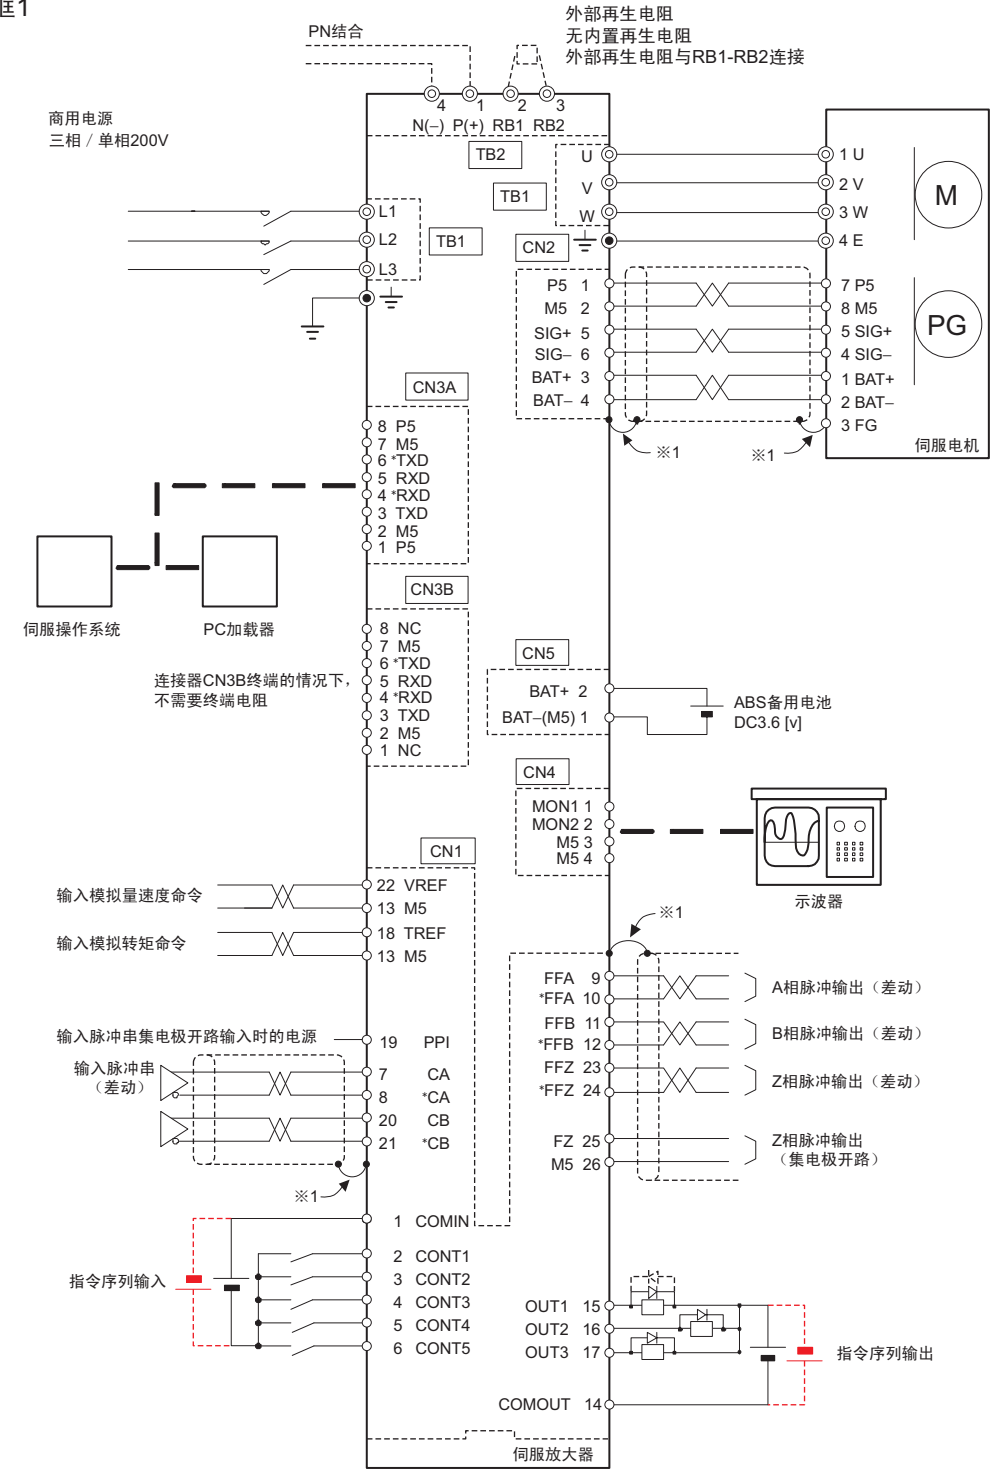 框1
PN结合
外部再生电阻
无内置再生电阻
外部再生电阻与RB1-RB2连接
商用电源
三相 / 单相200V
4 1 2 3
N(−) P(+) RB1 RB2
TB2
TB1
U
V
W
1 U
2 V
3 W
4 E
M
L1
L2
L3
TB1
CN2
P5 1
M5 2
SIG+ 5
SIG− 6
BAT+ 3
BAT− 4
7 P5
8 M5
5 SIG+
4 SIG−
1 BAT+
2 BAT−
3 FG
PG
伺服电机
※1
※1
CN3A
8 P5
7 M5
6 *TXD
5 RXD
4 *RXD
3 TXD
2 M5
1 P5
伺服操作系统
PC加载器
CN3B
8 NC
7 M5
6 *TXD
5 RXD
4 *RXD
3 TXD
2 M5
1 NC
连接器CN3B终端的情况下，
不需要终端电阻
CN5
BAT+ 2
BAT−(M5) 1
ABS备用电池
DC3.6 [v]
CN4
MON1 1
MON2 2
M5 3
M5 4
示波器
CN1
输入模拟量速度命令
22 VREF
13 M5
输入模拟转矩命令
18 TREF
13 M5
※1
FFA 9
*FFA 10
FFB 11
*FFB 12
FFZ 23
*FFZ 24
FZ 25
M5 26
A相脉冲输出（差动）
B相脉冲输出（差动）
Z相脉冲输出（差动）
Z相脉冲输出
（集电极开路）
输入脉冲串集电极开路输入时的电源
19 PPI
输入脉冲串
（差动）
7 CA
8 *CA
20 CB
21 *CB
※1
1 COMIN
2 CONT1
3 CONT2
4 CONT3
5 CONT4
6 CONT5
指令序列输入
OUT1 15
OUT2 16
OUT3 17
COMOUT 14
指令序列输出
伺服放大器